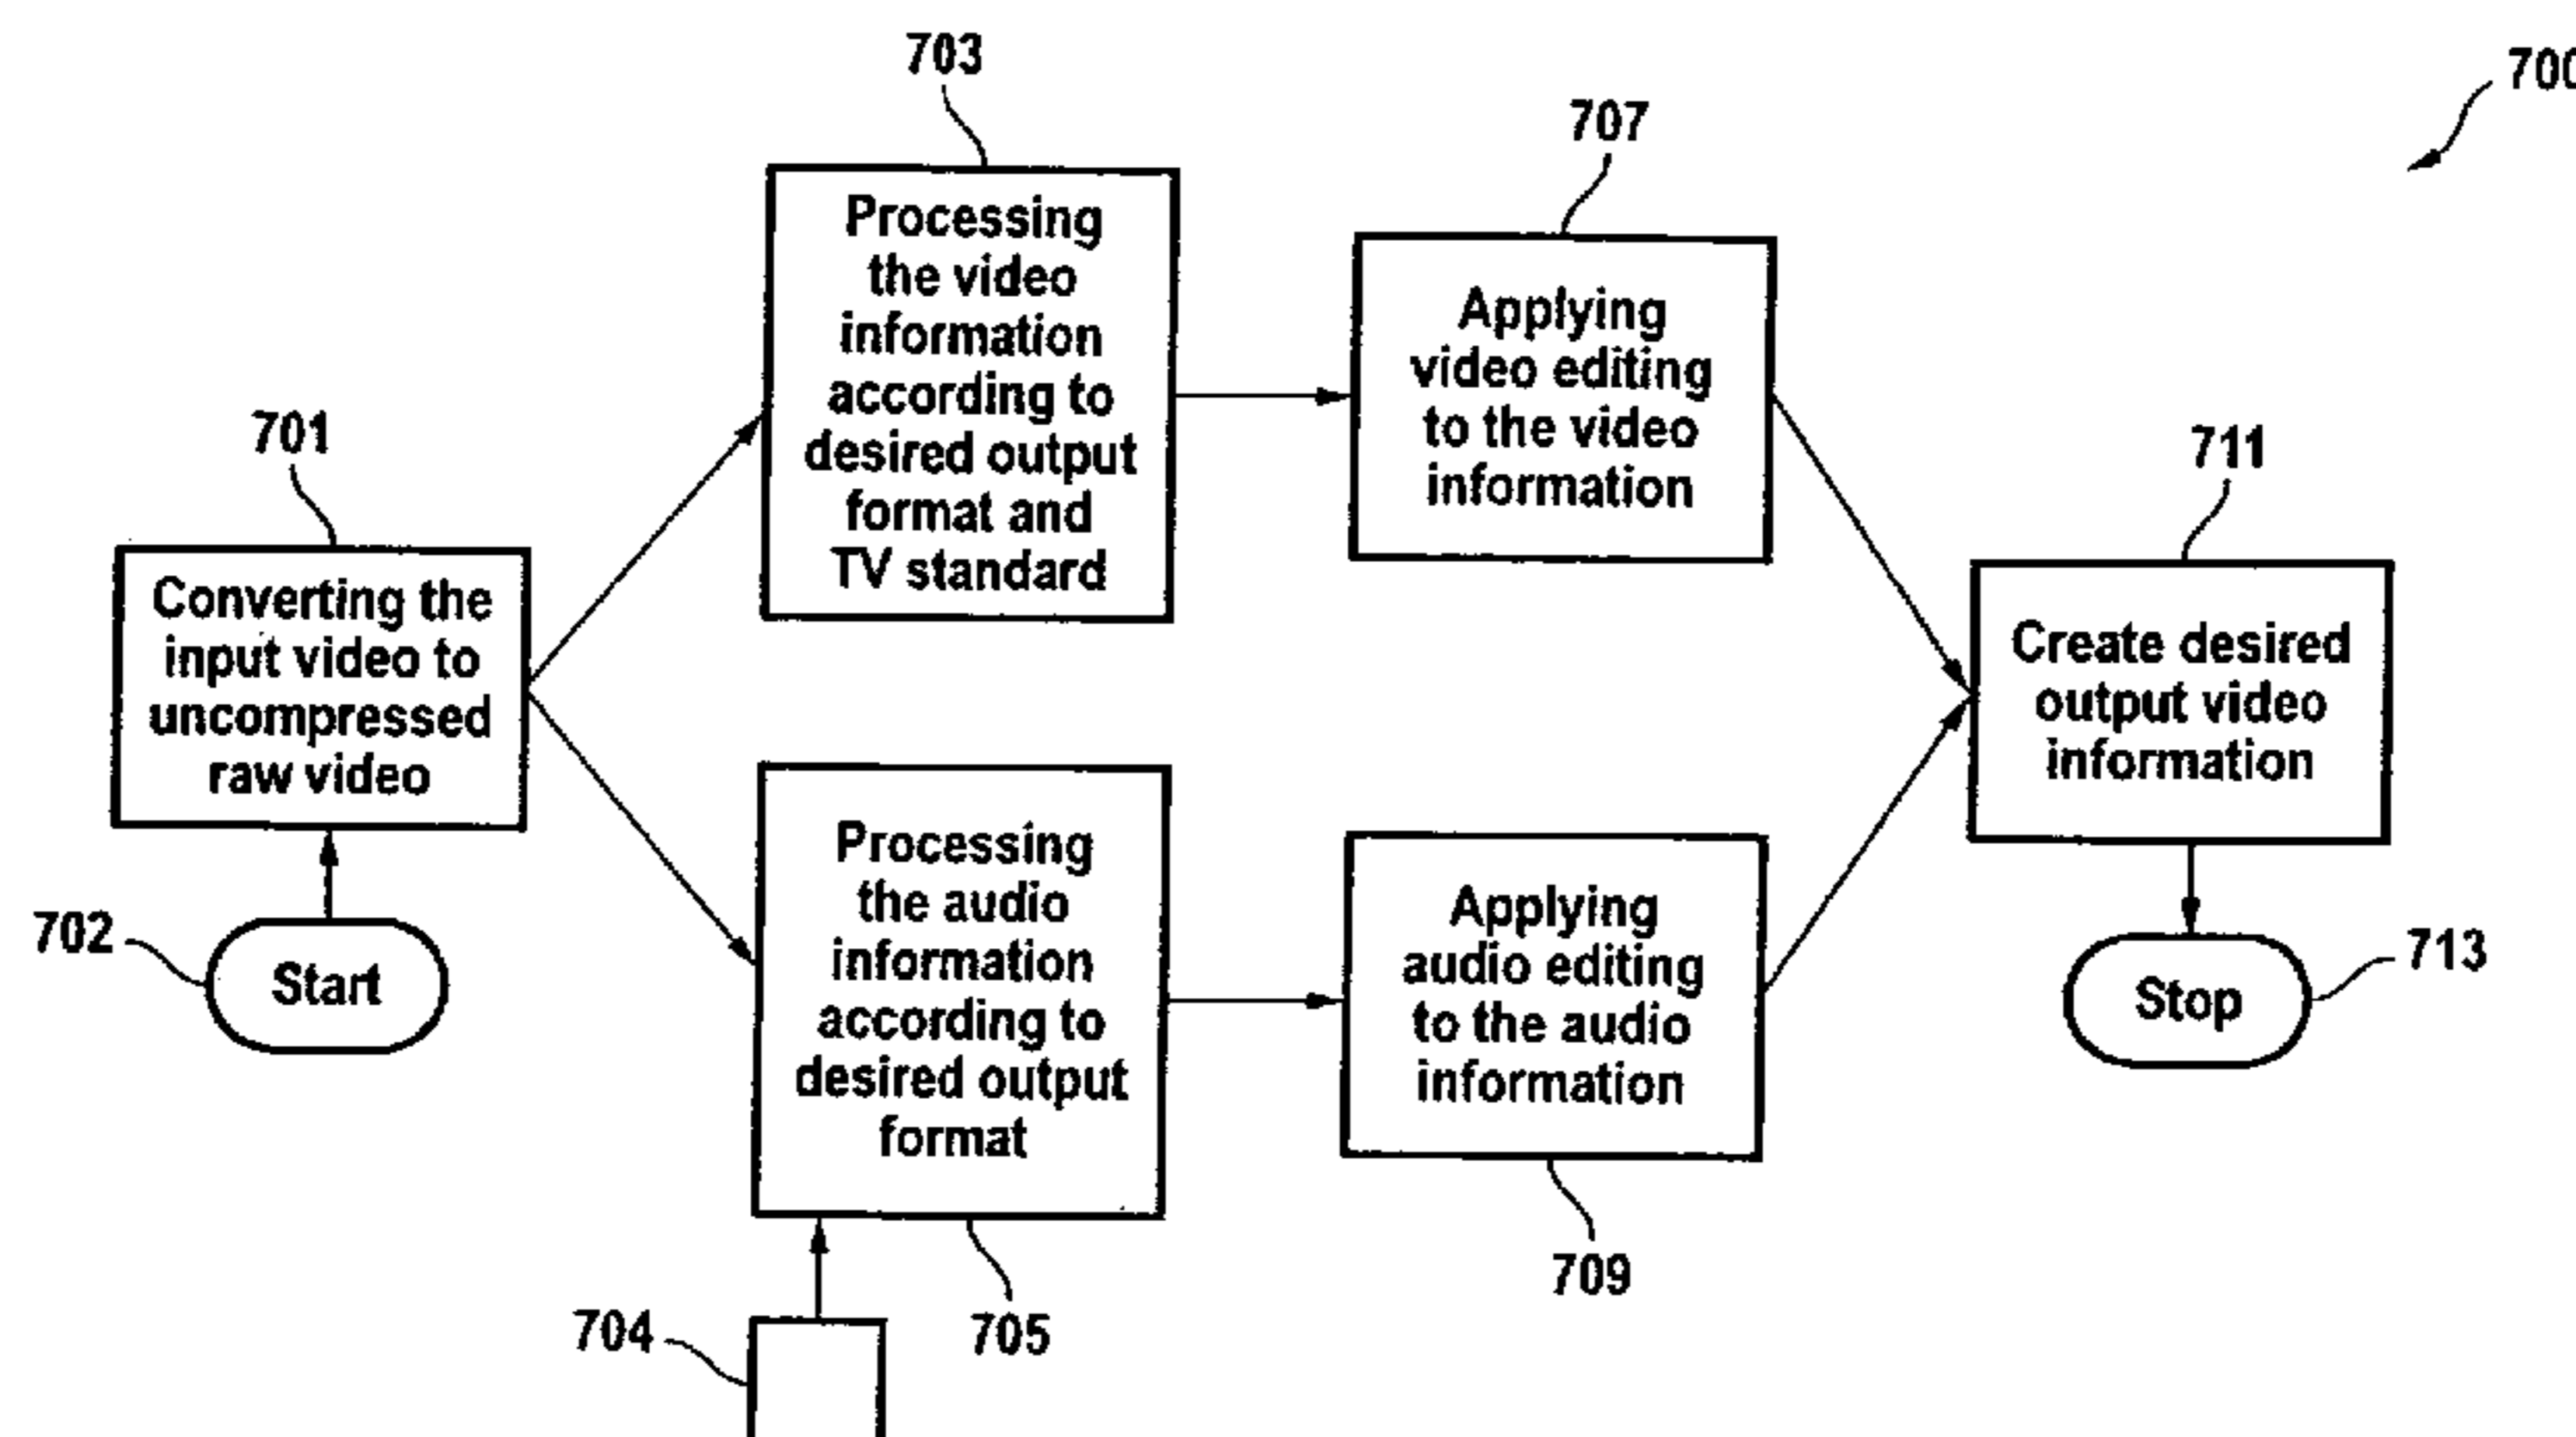 703
700
707
Processing
the video
information
according to
desired output
format and
TV standard
Applying
video editing
to the video
information
701
711
Converting the
input video to
uncompressed
raw video
Create desired
output video
information
702
Start
Processing
the audio
information
according to
desired output
format
Applying
audio editing
to the audio
information
Stop
713
709
704
705